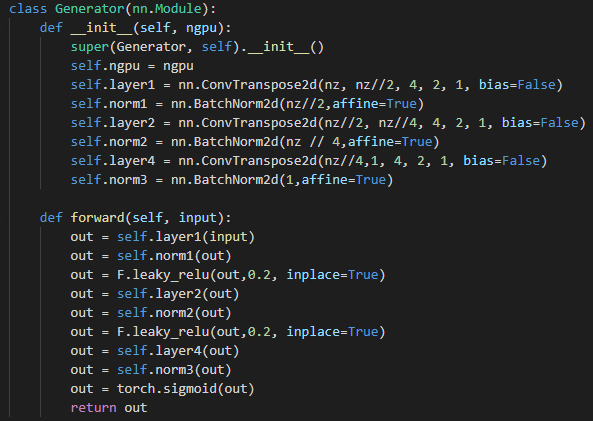 class Generator(nn.Module):
    def __init__(self, ngpu):
        super(Generator, self).__init__()
        self.ngpu = ngpu
        self.layer1 = nn.ConvTranspose2d(nz, nz//2, 4, 2, 1, bias=False)
        self.norm1 = nn.BatchNorm2d(nz//2,affine=True)
        self.layer2 = nn.ConvTranspose2d(nz//2, nz//4, 4, 2, 1, bias=False)
        self.norm2 = nn.BatchNorm2d(nz // 4,affine=True)
        self.layer4 = nn.ConvTranspose2d(nz//4,1, 4, 2, 1, bias=False)
        self.norm3 = nn.BatchNorm2d(1,affine=True)
    def forward(self, input):
        out = self.layer1(input)
        out = self.norm1(out)
        out = F.leaky_relu(out,0.2, inplace=True)
        out = self.layer2(out)
        out = self.norm2(out)
        out = F.leaky_relu(out,0.2, inplace=True)
        out = self.layer4(out)
        out = self.norm3(out)
        out = torch.sigmoid(out)
        return out